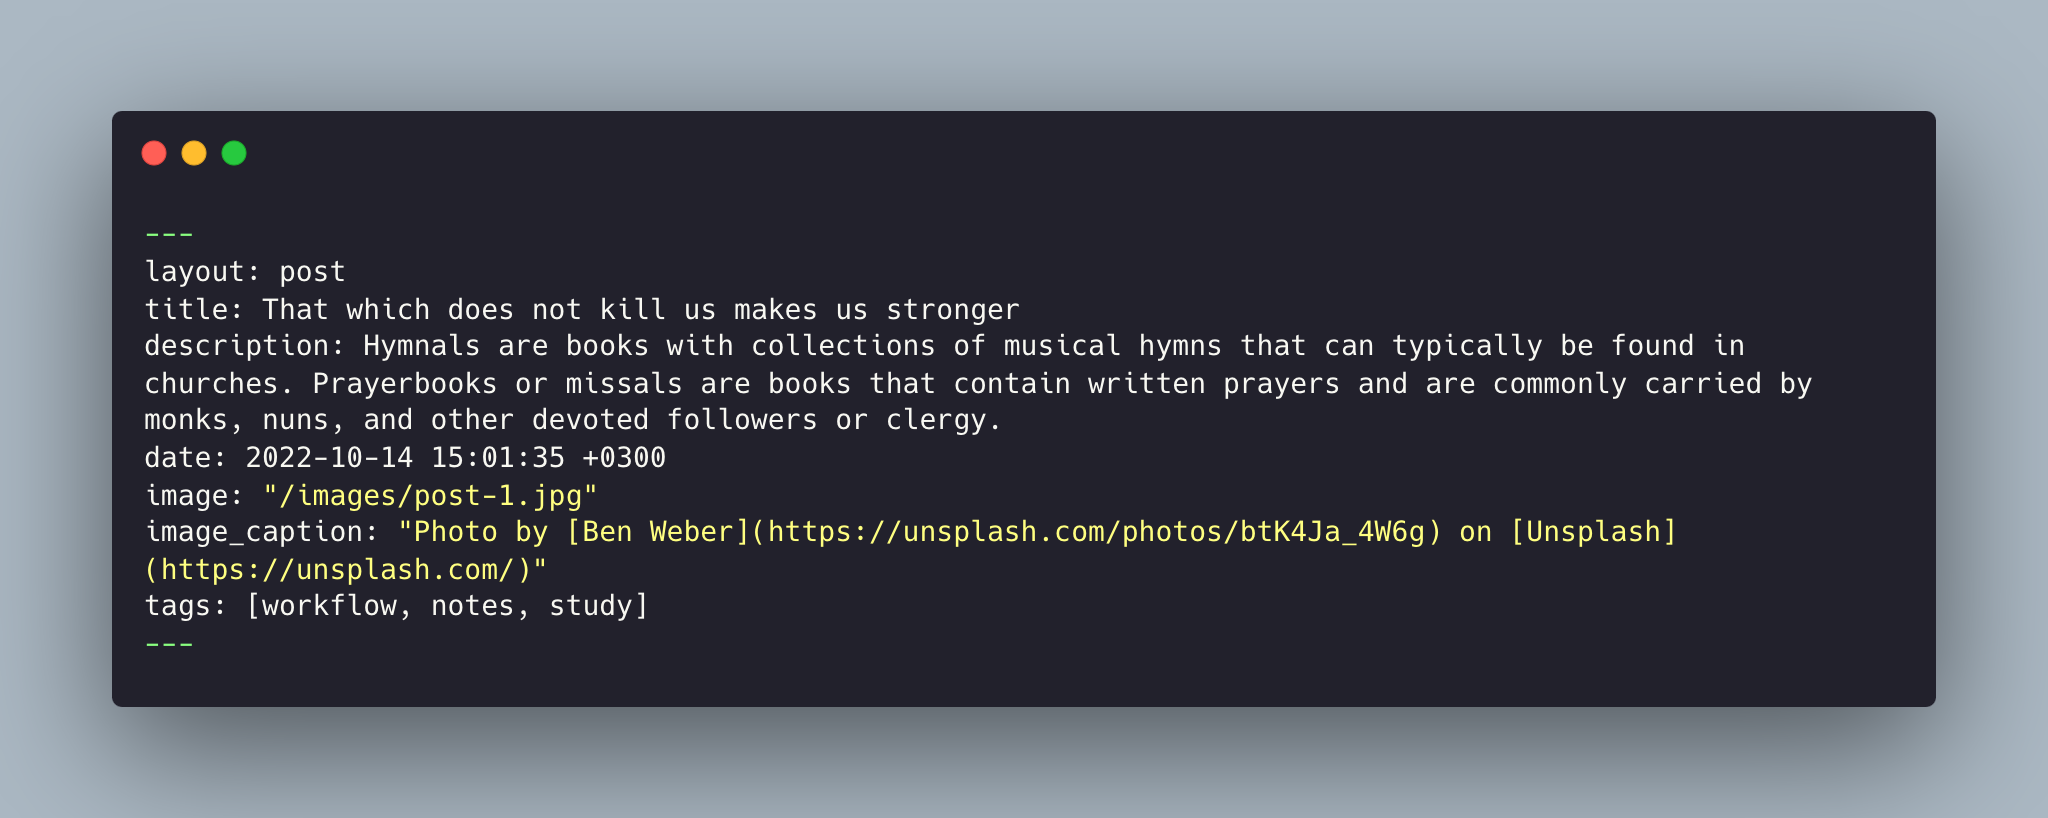 ---
layout: post
title: That which does not kill us makes us stronger
description: Hymnals are books with collections of musical hymns that can typically be found in
churches. Prayerbooks or missals are books that contain written prayers and are commonly carried by
monks, nuns, and other devoted followers or clergy.
date: 2022-10-14 15:01:35 +0300
image: "/images/post-1.jpg"
image_caption: "Photo by [Ben Weber](https://unsplash.com/photos/btK4Ja_4W6g) on [Unsplash]
(https://unsplash.com/)"
tags: [workflow, notes, study]
---